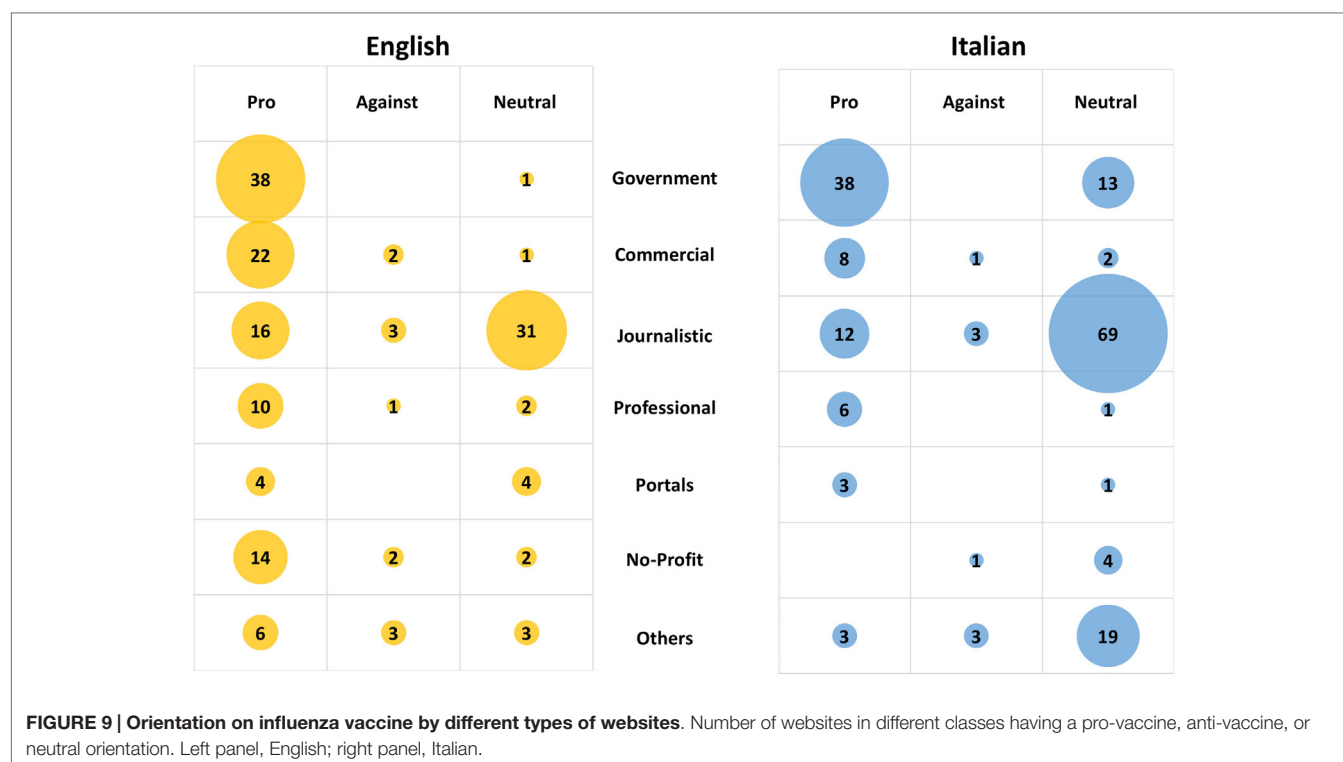 English Italian
Pro Against Neutral Pro Against Neutral
38 1 Government 38 13
22 2 1 Commercial 8 1 2
16 3 31 Journalistic 12 3 69
10 1 2 Professional 6 1
4 4 Portals 3 1
14 2 2 No-Profit 1 4
6 3 3 Others 3 3 19
FIGURE 9 | Orientation on influenza vaccine by different types of websites. Number of websites in different classes having a pro-vaccine, anti-vaccine, or
neutral orientation. Left panel, English; right panel, Italian.